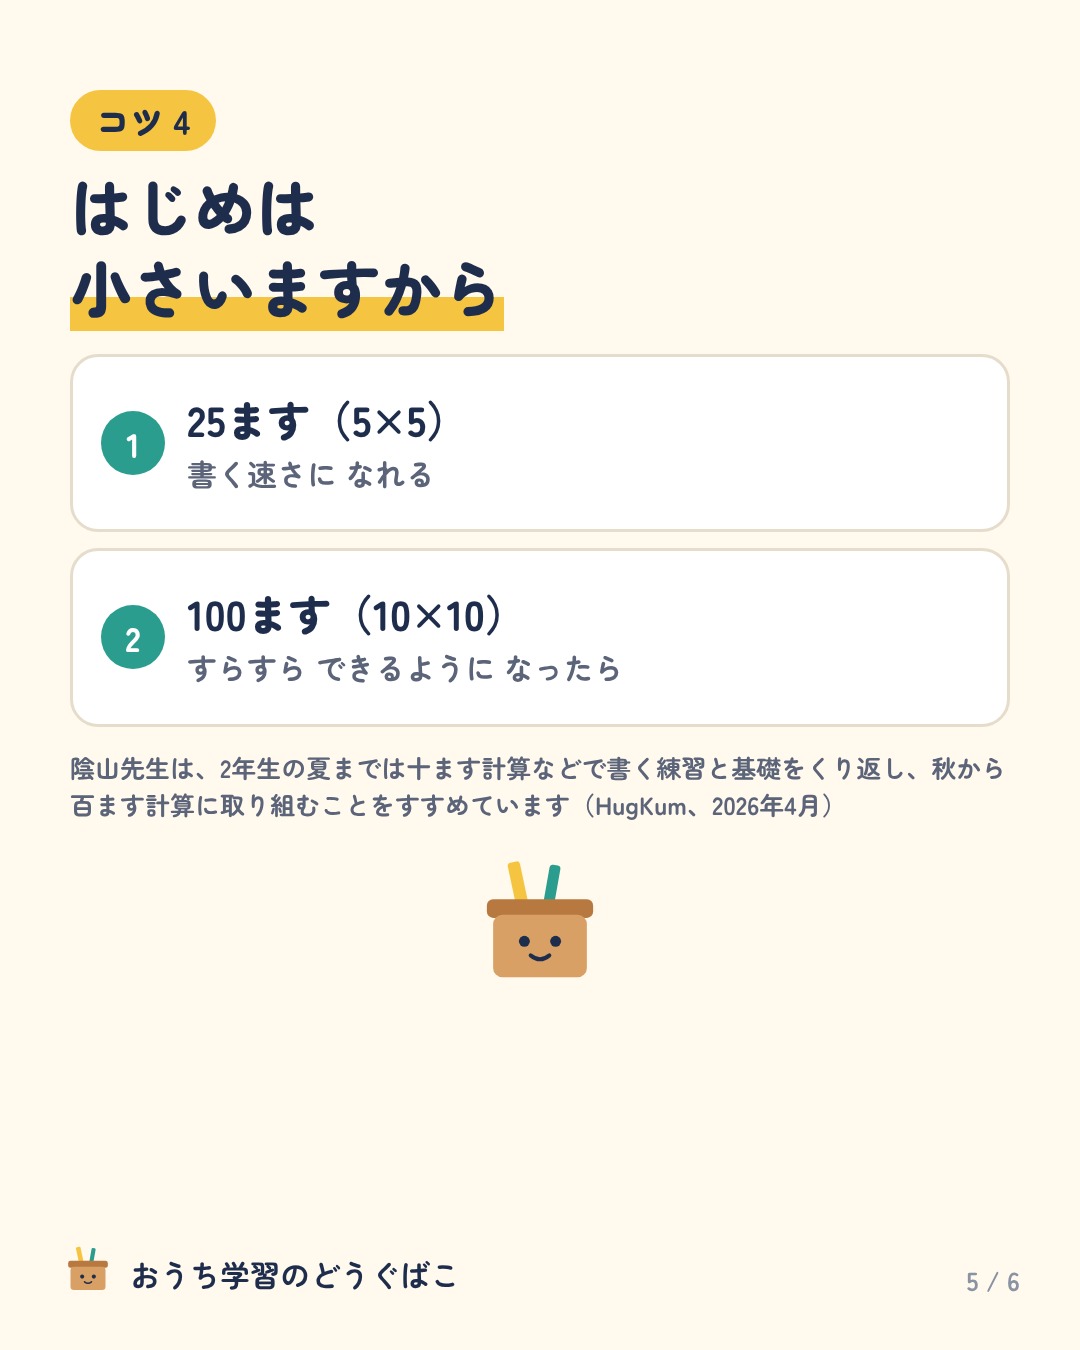 コツ 4
はじめは
小さいますから
1
25ます（5×5）
書く速さに なれる
2
100ます（10×10）
すらすら できるように なったら
陰山先生は、2年生の夏までは十ます計算などで書く練習と基礎をくり返し、秋から
百ます計算に取り組むことをすすめています（HugKum、2026年4月）
おうち学習のどうぐばこ
5 / 6